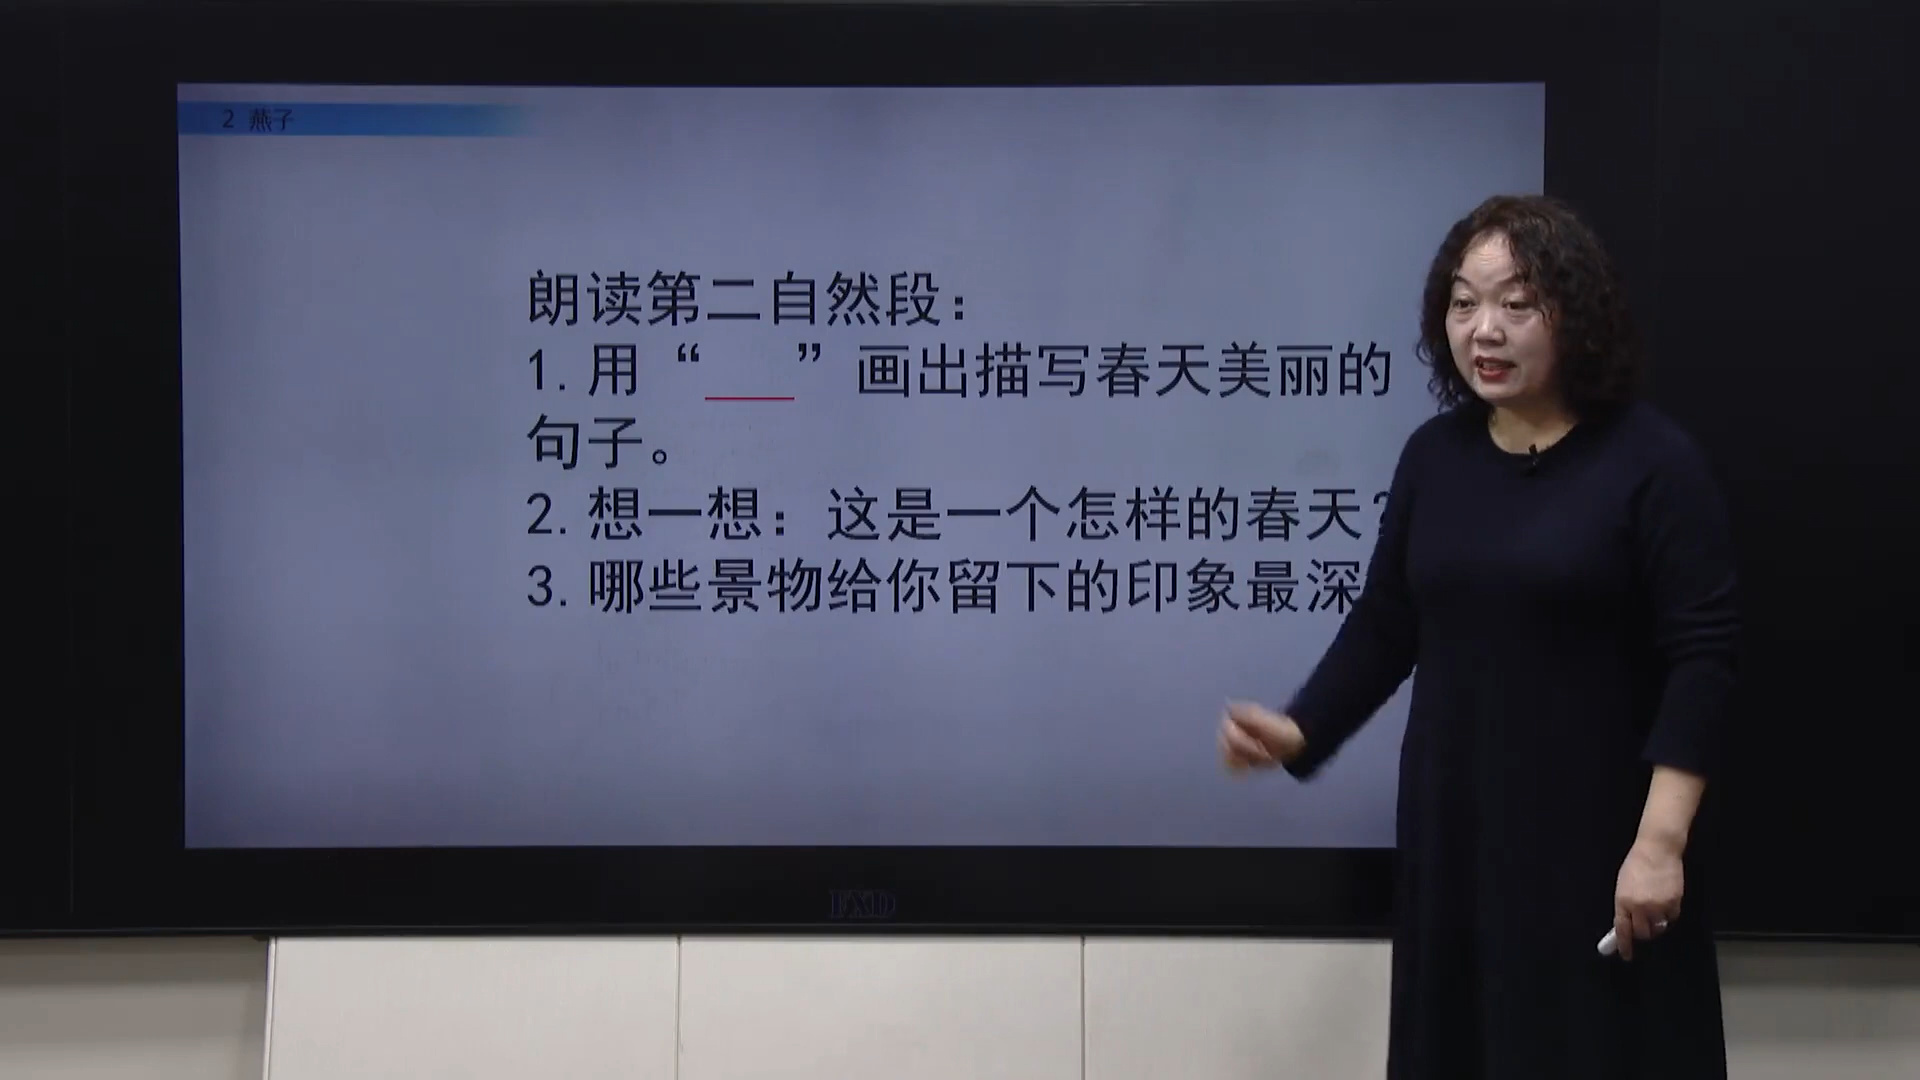 2 燕子
朗读第二自然段：
1.用“___”画出描写春天美丽的
句子。
2.想一想：这是一个怎样的春天？
3.哪些景物给你留下的印象最深
FXD